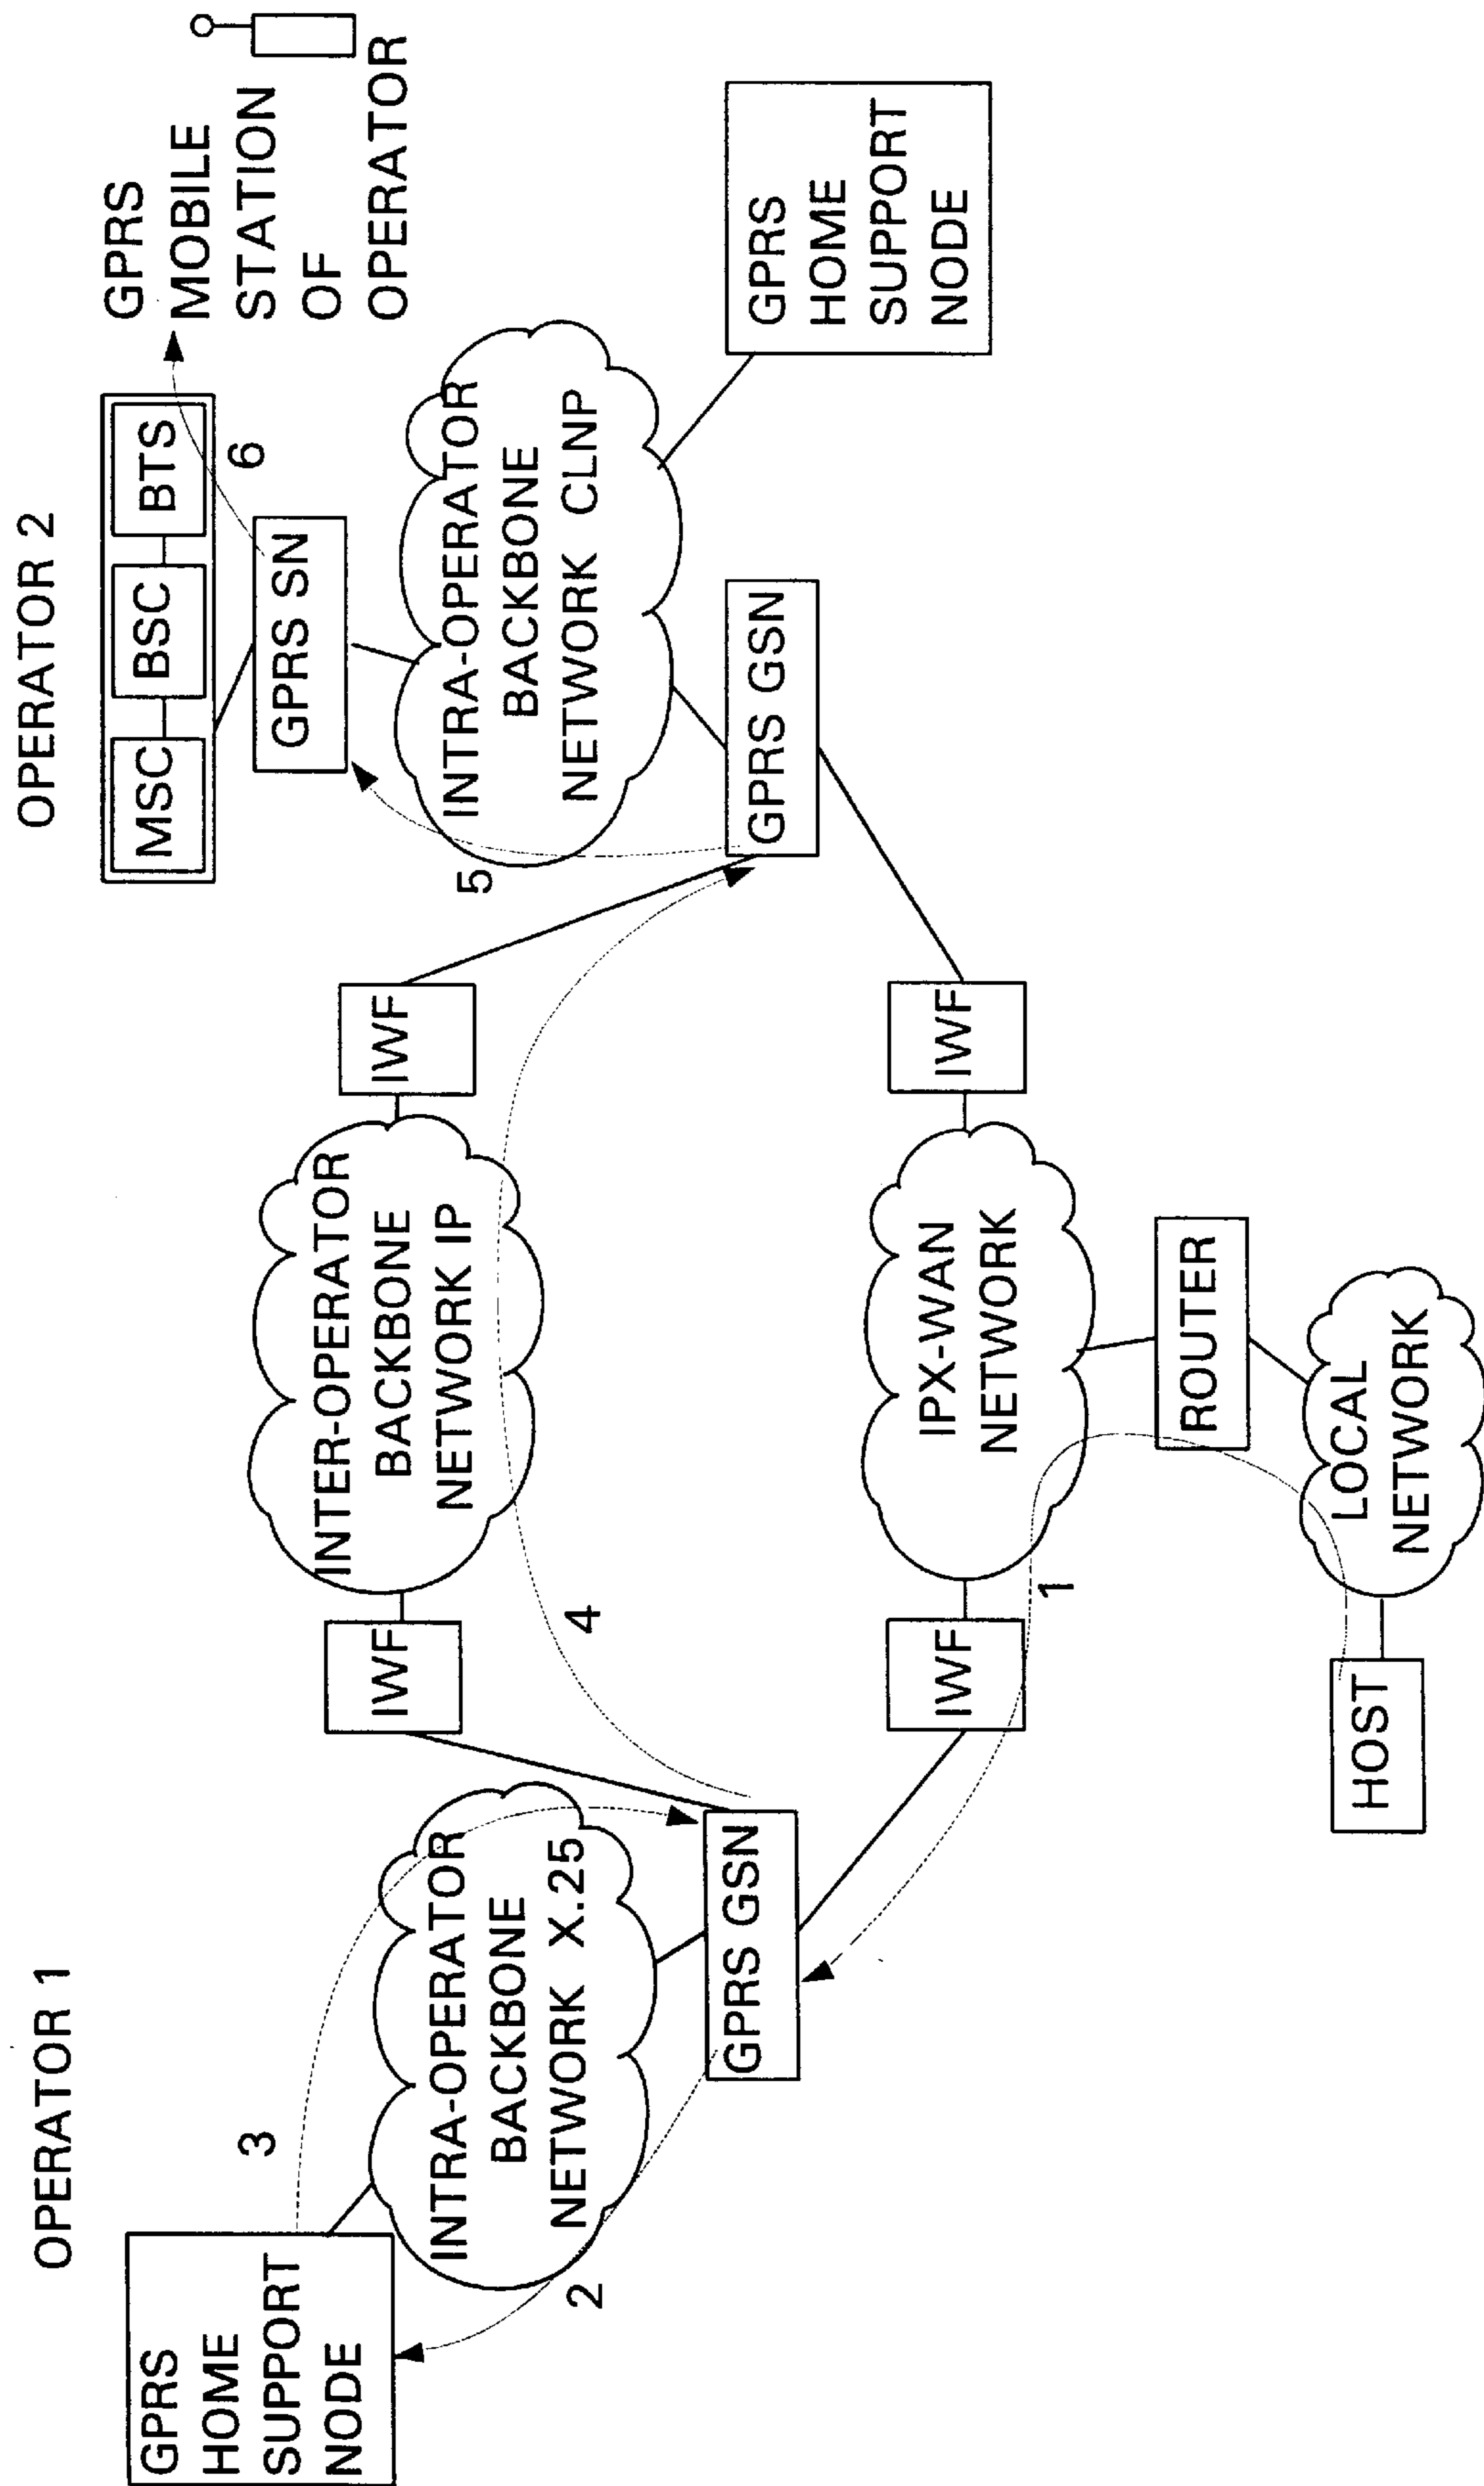 OPERATOR 1
OPERATOR 2
GPRS
HOME
SUPPORT
NODE
3
2
INTRA-OPERATOR
BACKBONE
NETWORK X.25
GPRS GSN
IWF
4
INTER-OPERATOR
BACKBONE
NETWORK IP
IWF
5
MSC
BSC
BTS
6
GPRS SN
INTRA-OPERATOR
BACKBONE
NETWORK CLNP
GPRS GSN
GPRS
MOBILE
STATION
OF
OPERATOR
GPRS
HOME
SUPPORT
NODE
IWF
1
IPX-WAN
NETWORK
IWF
ROUTER
HOST
LOCAL
NETWORK